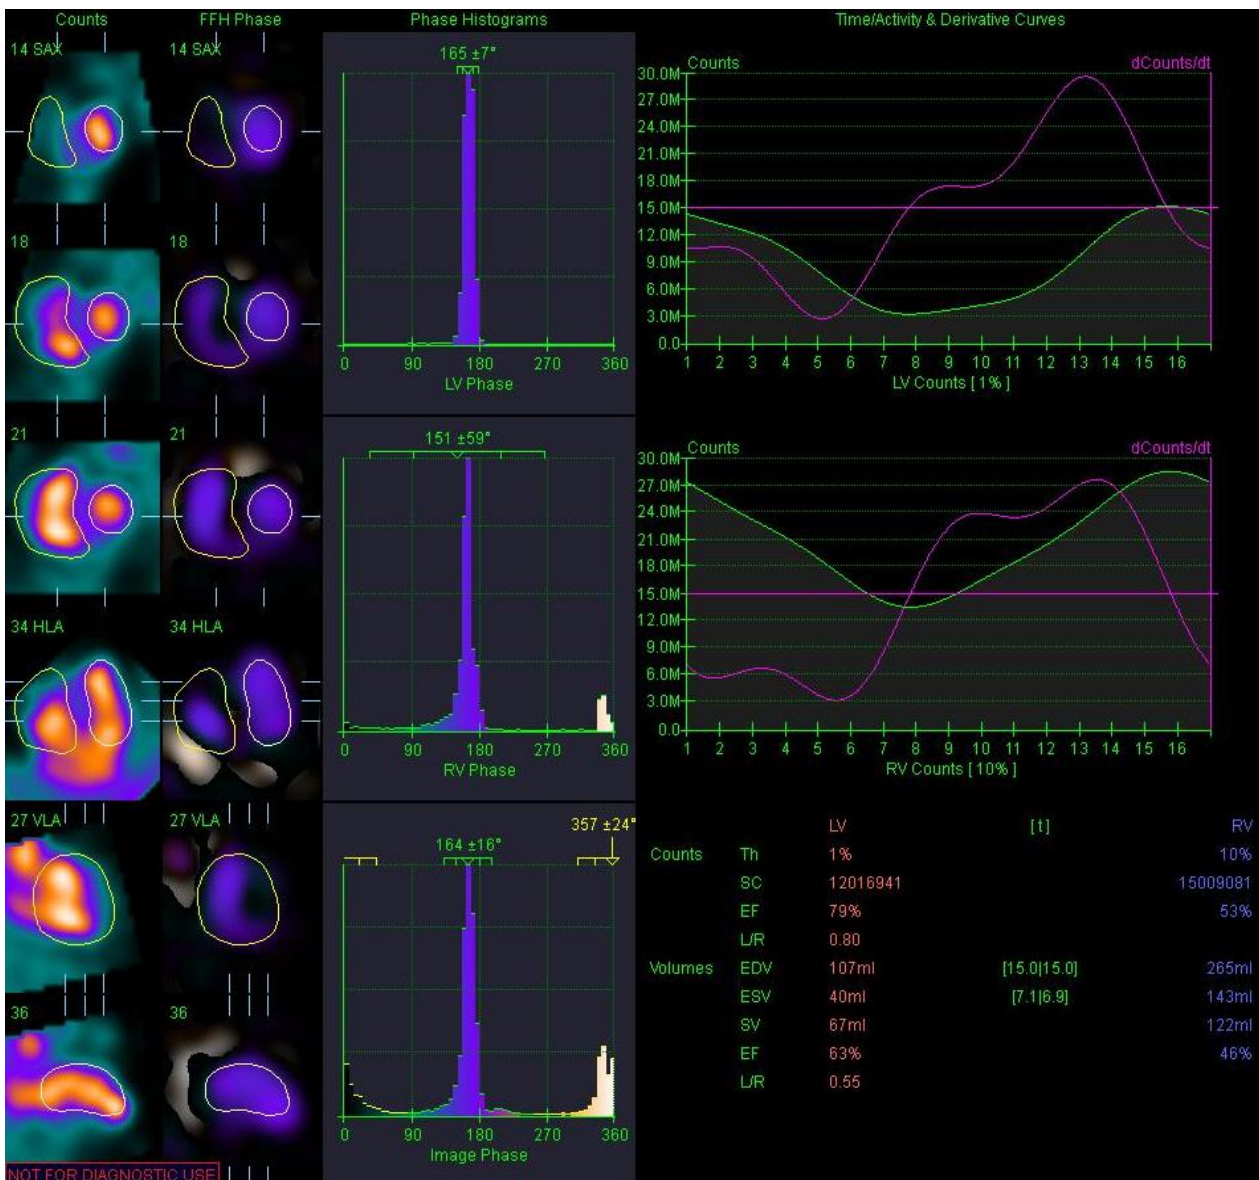 Counts
FFH Phase
Phase Histograms
Time/Activity & Derivative Curves
14 SAX
14 SAX
165 ±7°
Counts
dCounts/dt
30.0M
27.0M
24.0M
21.0M
18.0M
15.0M
12.0M
9.0M
6.0M
3.0M
0.0
1 2 3 4 5 6 7 8 9 10 11 12 13 14 15 16
LV Counts [ 1% ]
0 90 180 270 360
LV Phase
18
18
21
21
151 ±59°
Counts
dCounts/dt
30.0M
27.0M
24.0M
21.0M
18.0M
15.0M
12.0M
9.0M
6.0M
3.0M
0.0
1 2 3 4 5 6 7 8 9 10 11 12 13 14 15 16
RV Counts [ 10% ]
0 90 180 270 360
RV Phase
34 HLA
34 HLA
27 VLA
27 VLA
164 ±16°
357 ±24°
0 90 180 270 360
Image Phase
36
36
LV [ t ] RV
Counts Th 1% 10%
SC 12016941 15009081
EF 79% 53%
L/R 0.80
Volumes EDV 107ml [15.0|15.0] 265ml
ESV 40ml [7.1|6.9] 143ml
SV 67ml 122ml
EF 63% 46%
L/R 0.55
NOT FOR DIAGNOSTIC USE